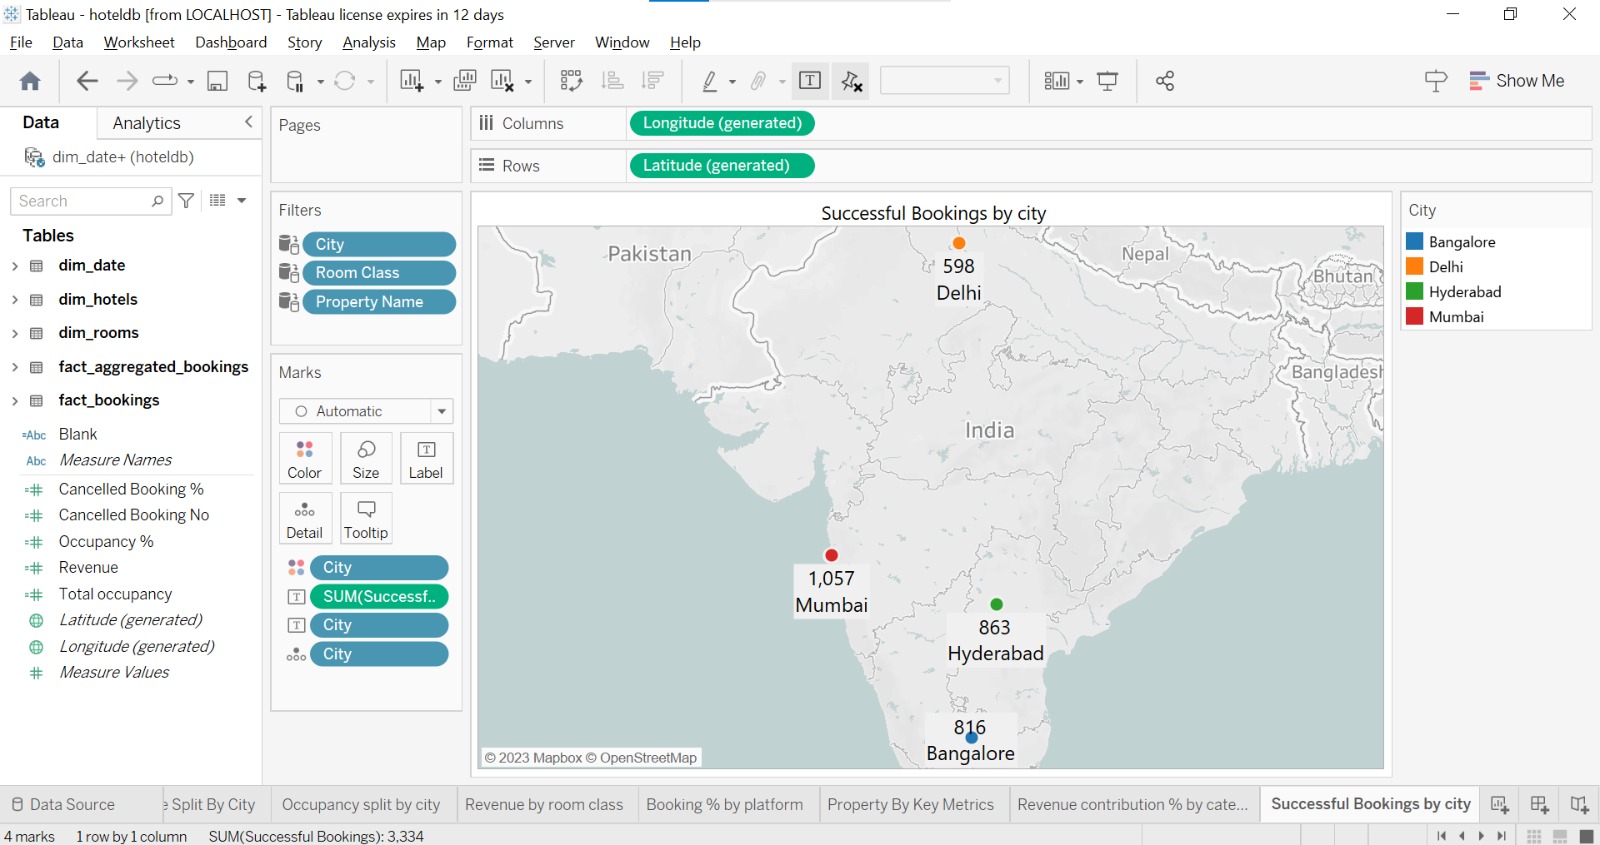 Tableau - hoteldb [from LOCALHOST] - Tableau license expires in 12 days
File Data Worksheet Dashboard Story Analysis Map Format Server Window Help
Show Me
Data Analytics
dim_date+ (hoteldb)
Search
Tables
dim_date
dim_hotels
dim_rooms
fact_aggregated_bookings
fact_bookings
=Abc Blank
Abc Measure Names
=# Cancelled Booking %
=# Cancelled Booking No
=# Occupancy %
=# Revenue
=# Total occupancy
Latitude (generated)
Longitude (generated)
# Measure Values
Pages
Filters
City
Room Class
Property Name
Marks
Automatic
Color Size Label
Detail Tooltip
City
SUM(Successf..
City
City
Columns Longitude (generated)
Rows Latitude (generated)
Successful Bookings by city
Pakistan
Nepal
Bhutan
Bangladesh
India
598
Delhi
1,057
Mumbai
863
Hyderabad
816
Bangalore
© 2023 Mapbox © OpenStreetMap
City
Bangalore
Delhi
Hyderabad
Mumbai
Data Source e Split By City Occupancy split by city Revenue by room class Booking % by platform Property By Key Metrics Revenue contribution % by cate... Successful Bookings by city
4 marks 1 row by 1 column SUM(Successful Bookings): 3,334